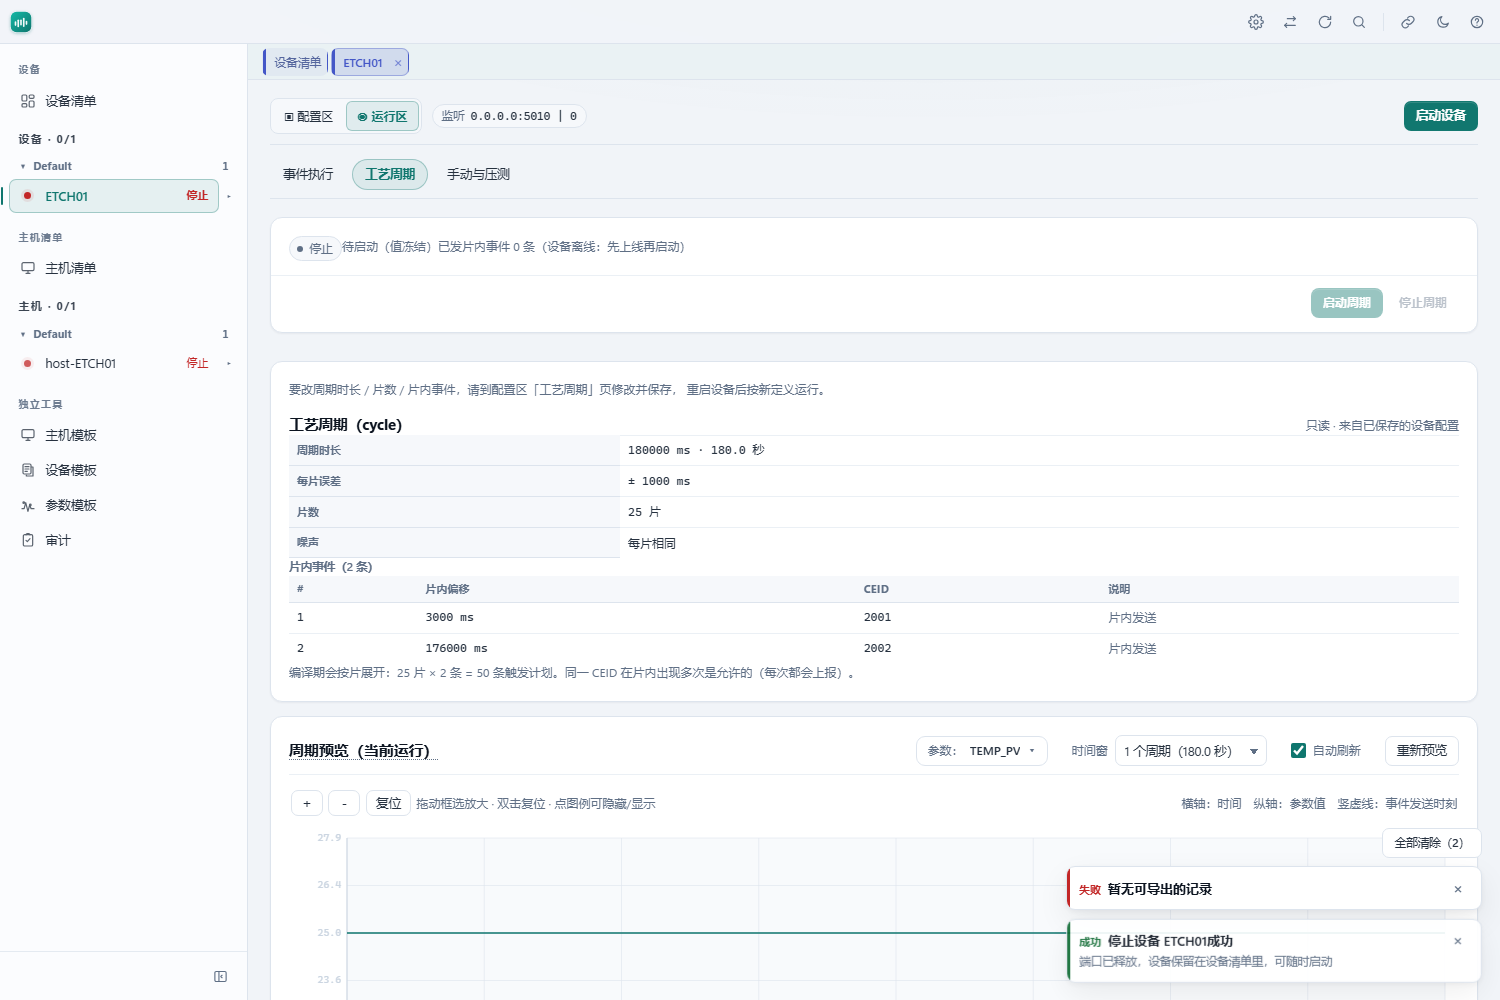 设备
设备清单
设备 · 0/1
Default 1
ETCH01 停止
主机清单
主机清单
主机 · 0/1
Default 1
host-ETCH01 停止
独立工具
主机模板
设备模板
参数模板
审计
设备清单 ETCH01 ×
配置区 运行区 监听 0.0.0.0:5010 | 0 启动设备
事件执行 工艺周期 手动与压测
停止 待启动（值冻结）已发片内事件 0 条（设备离线：先上线再启动）
启动周期 停止周期
要改周期时长 / 片数 / 片内事件，请到配置区「工艺周期」页修改并保存， 重启设备后按新定义运行。
工艺周期（cycle） 只读 · 来自已保存的设备配置
周期时长 180000 ms · 180.0 秒
每片误差 ± 1000 ms
片数 25 片
噪声 每片相同
片内事件（2 条）
# 片内偏移 CEID 说明
1 3000 ms 2001 片内发送
2 176000 ms 2002 片内发送
编译期会按片展开：25 片 × 2 条 = 50 条触发计划。同一 CEID 在片内出现多次是允许的（每次都会上报）。
周期预览（当前运行） 参数： TEMP_PV 时间窗 1 个周期（180.0 秒） 自动刷新 重新预览
+ - 复位 拖动框选放大 · 双击复位 · 点图例可隐藏/显示 横轴：时间 纵轴：参数值 竖虚线：事件发送时刻
27.9
26.4
25.0
23.6
全部清除（2）
失败 暂无可导出的记录 ×
成功 停止设备 ETCH01成功 ×
端口已释放，设备保留在设备清单里，可随时启动